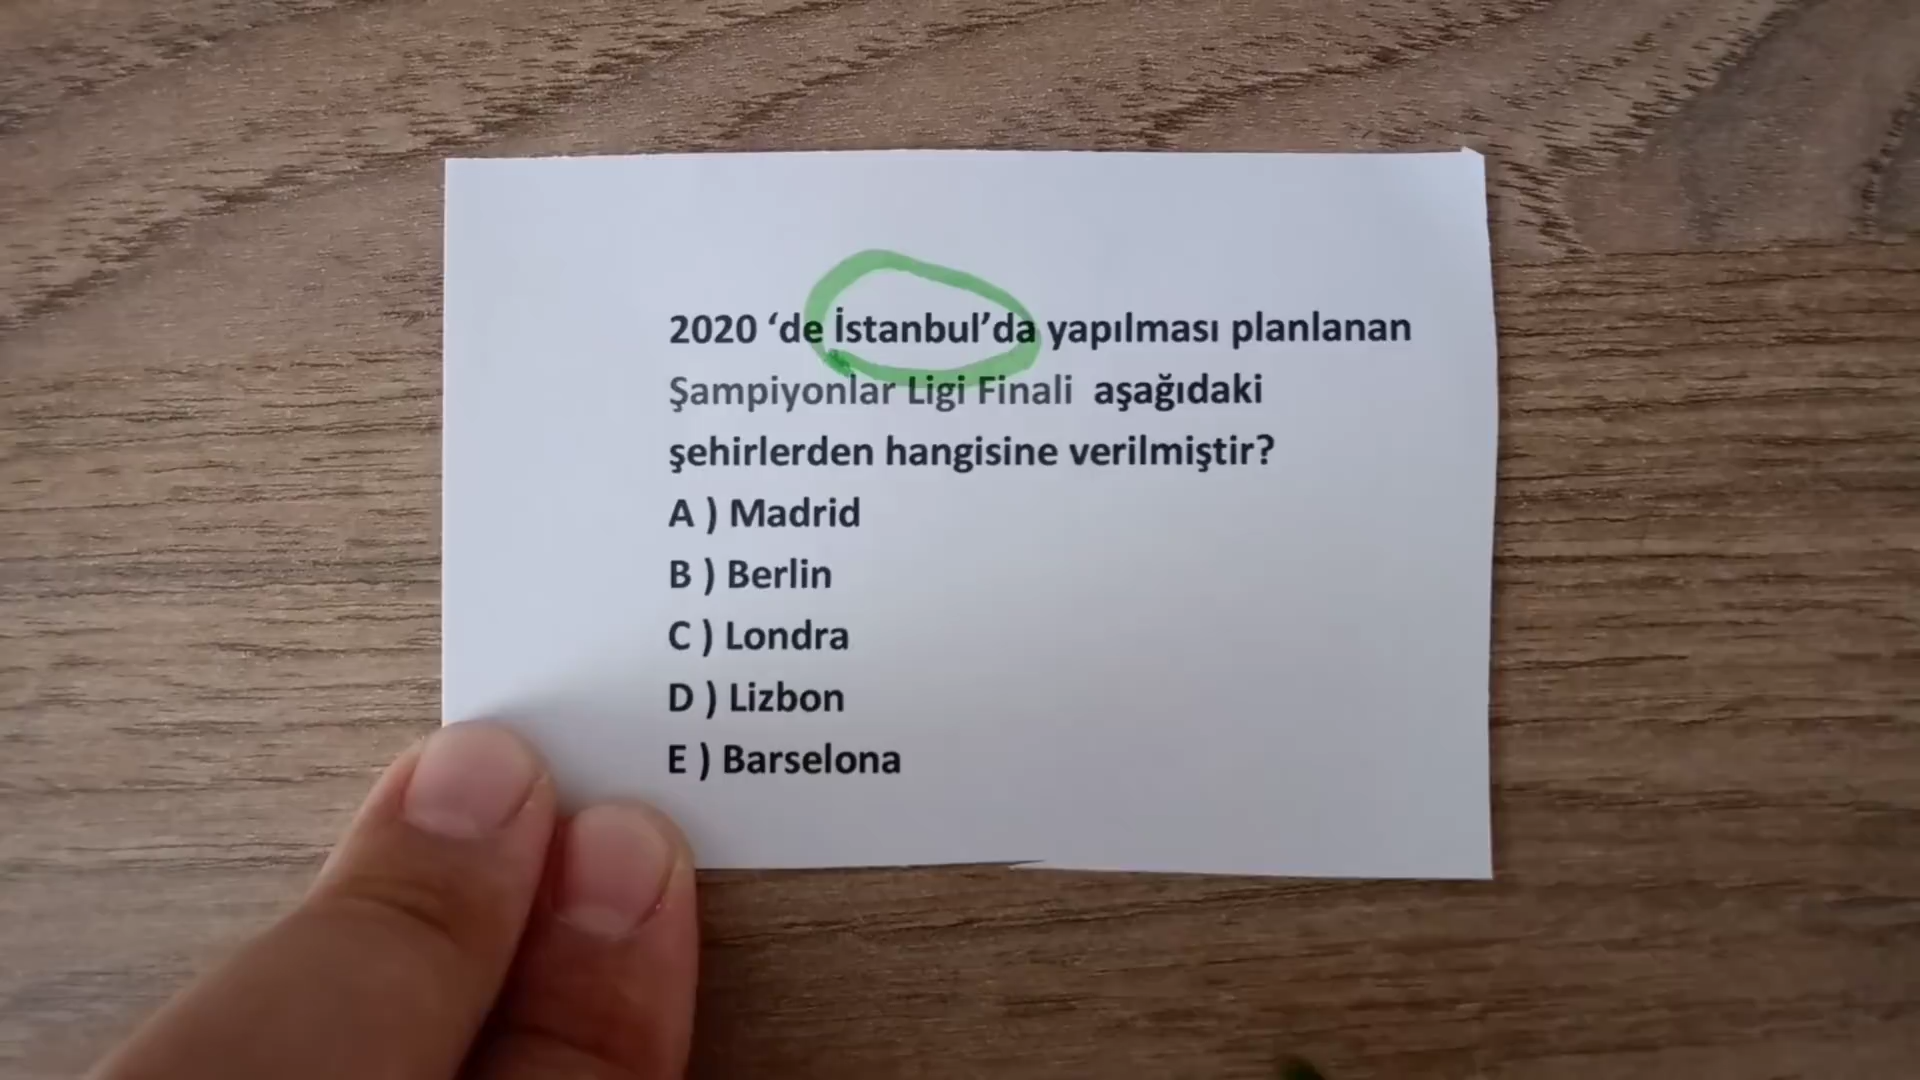 2020 ‘de İstanbul’da yapılması planlanan
Şampiyonlar Ligi Finali aşağıdaki
şehirlerden hangisine verilmiştir?
A ) Madrid
B ) Berlin
C ) Londra
D ) Lizbon
E ) Barselona